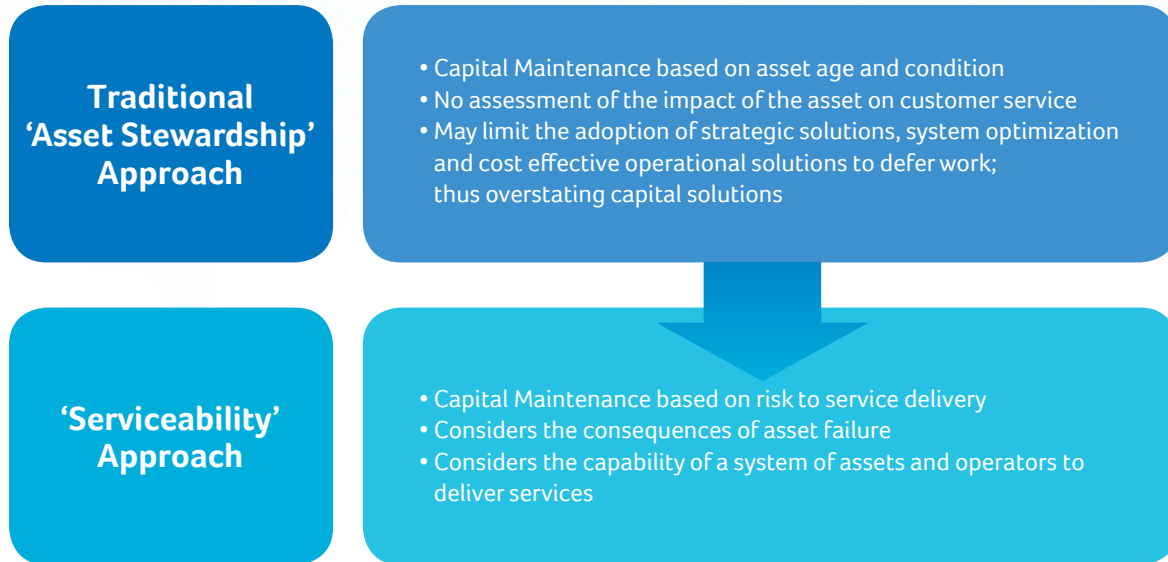 Traditional
‘Asset Stewardship’
Approach
• Capital Maintenance based on asset age and condition
• No assessment of the impact of the asset on customer service
• May limit the adoption of strategic solutions, system optimization
and cost effective operational solutions to defer work;
thus overstating capital solutions
‘Serviceability’
Approach
• Capital Maintenance based on risk to service delivery
• Considers the consequences of asset failure
• Considers the capability of a system of assets and operators to
deliver services